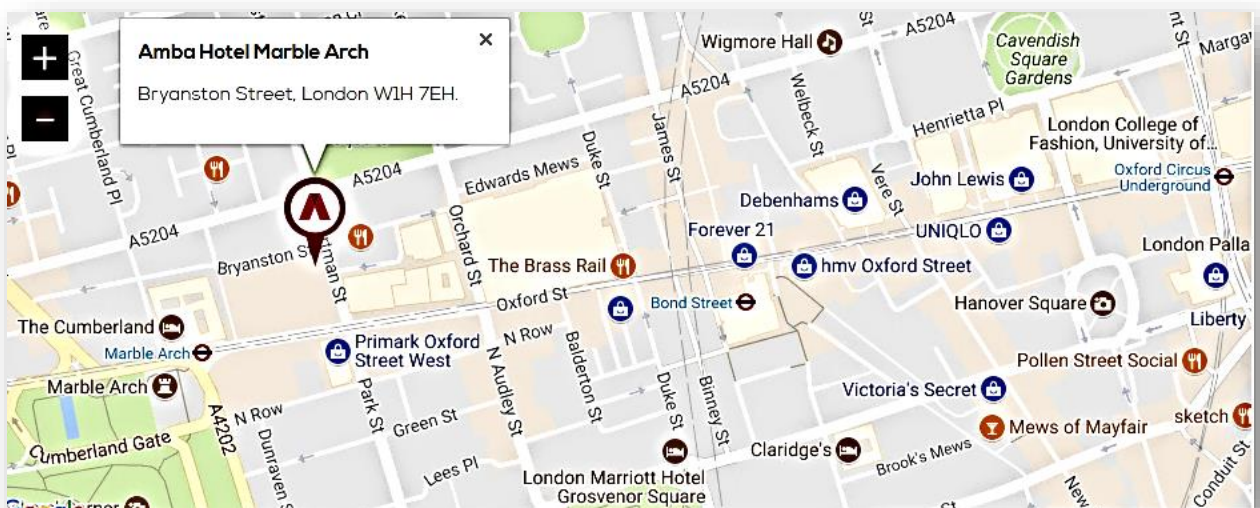 Amba Hotel Marble Arch
Bryanston Street, London W1H 7EH.
Great Cumberland Pl
Wigmore Hall
A5204
Cavendish
Square
Gardens
A5204
Welbeck St
Henrietta Pl
London College of
Fashion, University of...
Oxford Circus
Underground
James St
Duke St
Edwards Mews
A5204
A5204
Orchard St
Vere St
John Lewis
Debenhams
UNIQLO
Forever 21
hmv Oxford Street
The Brass Rail
Oxford St
Bond Street
Hanover Square
Liberty
Pollen Street Social
The Cumberland
Marble Arch
Marble Arch
Primark Oxford
Street West
N Row
N Row
N Audley St
Balderton St
Duke St
Binney St
Park St
Green St
Lees Pl
Dunraven S
A4202
Cumberland Gate
Victoria's Secret
Mews of Mayfair
sketch
Claridge's
Brook's Mews
London Marriott Hotel
Grosvenor Square
New
Conduit St